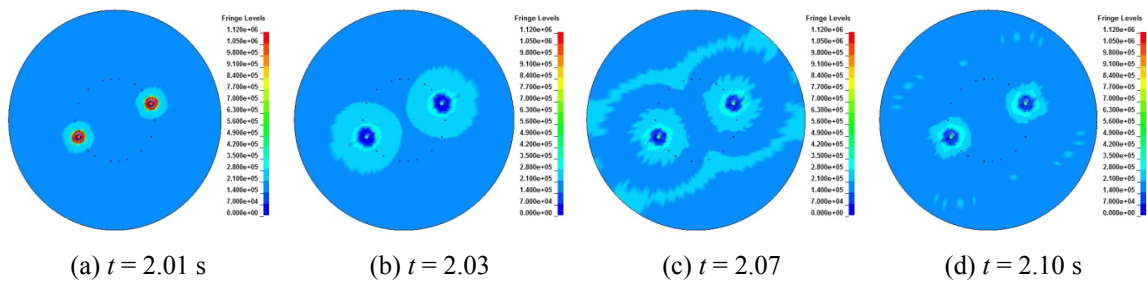 Fringe Levels
1.120e+06
1.050e+06
9.800e+05
9.100e+05
8.400e+05
7.700e+05
7.000e+05
6.300e+05
5.600e+05
4.900e+05
4.200e+05
3.500e+05
2.800e+05
2.100e+05
1.400e+05
7.000e+04
0.000e+00
Fringe Levels
1.120e+06
1.050e+06
9.800e+05
9.100e+05
8.400e+05
7.700e+05
7.000e+05
6.300e+05
5.600e+05
4.900e+05
4.200e+05
3.500e+05
2.800e+05
2.100e+05
1.400e+05
7.000e+04
0.000e+00
Fringe Levels
1.120e+06
1.050e+06
9.800e+05
9.100e+05
8.400e+05
7.700e+05
7.000e+05
6.300e+05
5.600e+05
4.900e+05
4.200e+05
3.500e+05
2.800e+05
2.100e+05
1.400e+05
7.000e+04
0.000e+00
Fringe Levels
1.120e+06
1.050e+06
9.800e+05
9.100e+05
8.400e+05
7.700e+05
7.000e+05
6.300e+05
5.600e+05
4.900e+05
4.200e+05
3.500e+05
2.800e+05
2.100e+05
1.400e+05
7.000e+04
0.000e+00
(a) t = 2.01 s
(b) t = 2.03
(c) t = 2.07
(d) t = 2.10 s